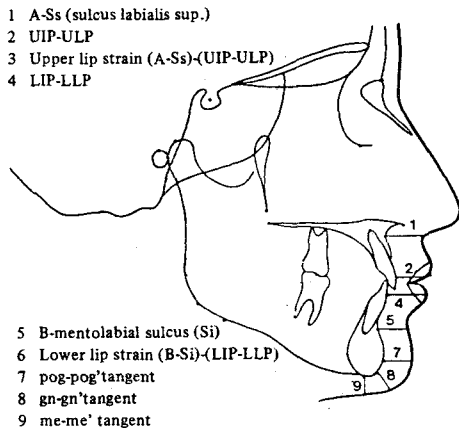 1 A-Ss (sulcus labialis sup.)
2 UIP-ULP
3 Upper lip strain (A-Ss)-(UIP-ULP)
4 LIP-LLP
1
2
4
5
7
9
8
5 B-mentolabial sulcus (Si)
6 Lower lip strain (B-Si)-(LIP-LLP)
7 pog-pog'tangent
8 gn-gn'tangent
9 me-me' tangent